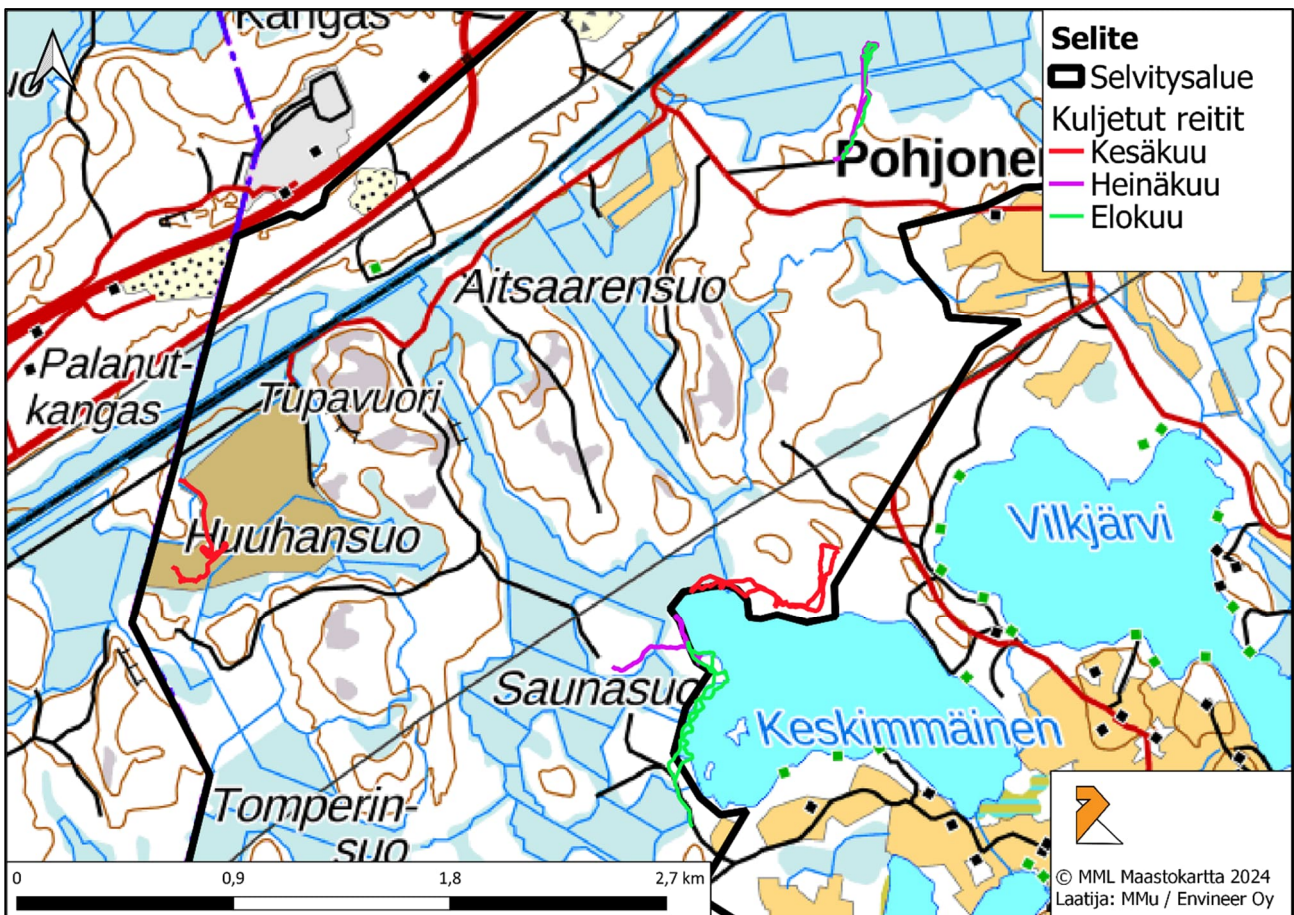 Kangas
Selite
Selvitysalue
Kuljetut reitit
Kesäkuu
Heinäkuu
Elokuu
Aitsaarensuo
Palanut-
kangas
Tupavuori
Huuhansuo
Vilkjärvi
Saunasuo
Keskimmäinen
Tomperin-
suo
0 0,9 1,8 2,7 km
© MML Maastokartta 2024
Laatija: MMu / Envineer Oy